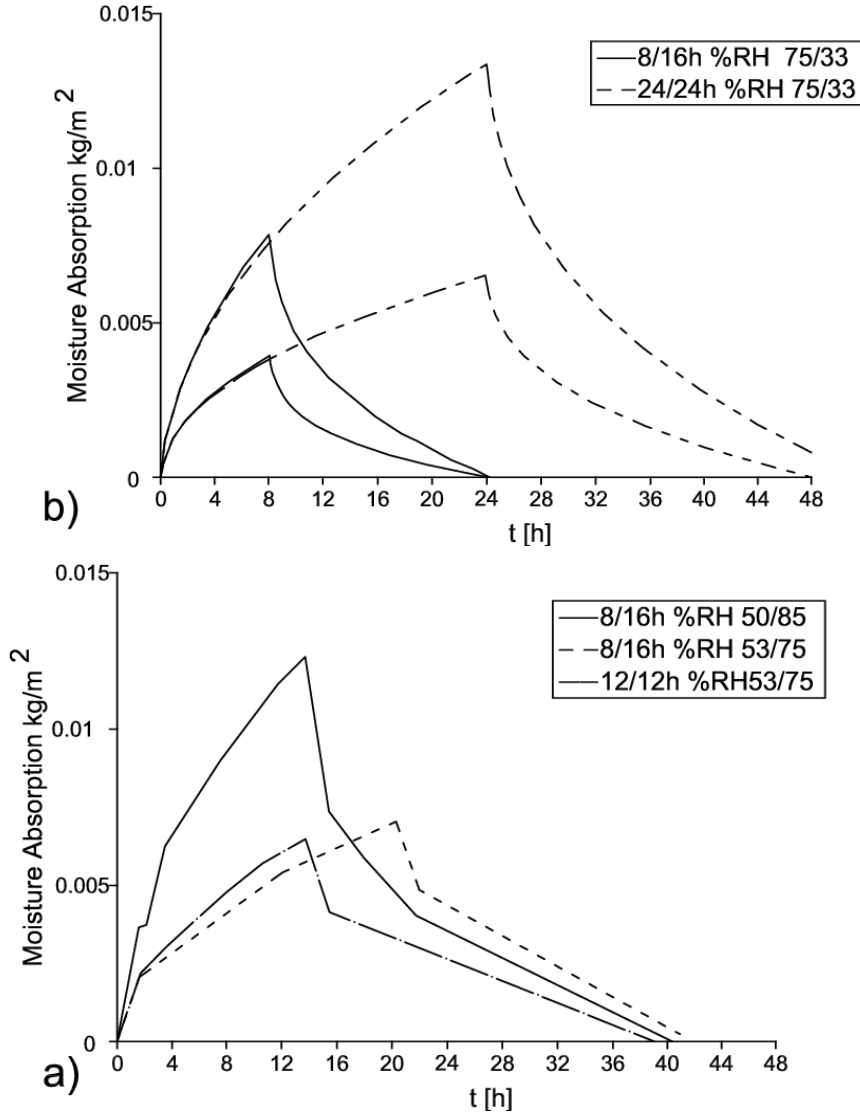 0.015
8/16h %RH 75/33
24/24h %RH 75/33
0.01
0.005
0
Moisture Absorption kg/m²
0 4 8 12 16 20 24 28 32 36 40 44 48
t [h]
b)
0.015
8/16h %RH 50/85
8/16h %RH 53/75
12/12h %RH53/75
0.01
0.005
0
Moisture Absorption kg/m²
0 4 8 12 16 20 24 28 32 36 40 44 48
t [h]
a)